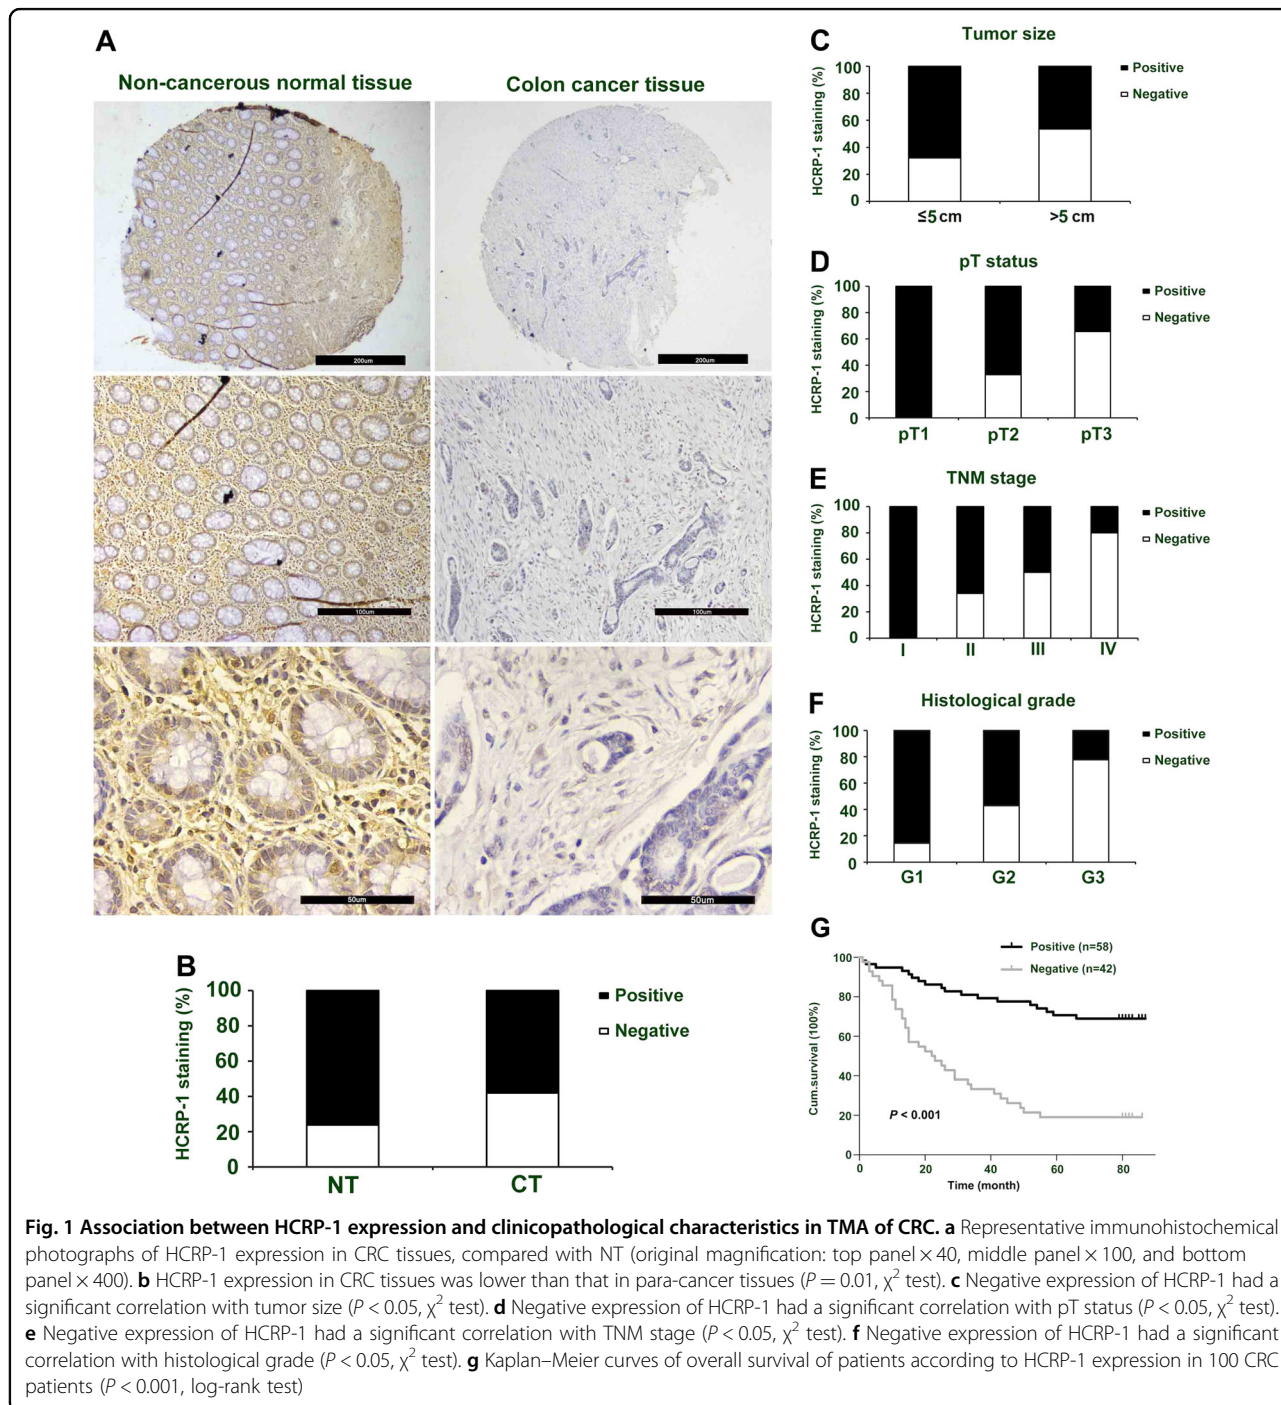 A
Non-cancerous normal tissue
Colon cancer tissue
200um
200um
100um
100um
50um
50um
B
HCRP-1 staining (%)
100
80
60
40
20
0
NT
CT
Positive
Negative
C
Tumor size
HCRP-1 staining (%)
100
80
60
40
20
0
≤5 cm
>5 cm
Positive
Negative
D
pT status
HCRP-1 staining (%)
100
80
60
40
20
0
pT1
pT2
pT3
Positive
Negative
E
TNM stage
HCRP-1 staining (%)
100
80
60
40
20
0
I
II
III
IV
Positive
Negative
F
Histological grade
HCRP-1 staining (%)
100
80
60
40
20
0
G1
G2
G3
Positive
Negative
G
Positive (n=58)
Negative (n=42)
Cum.survival (100%)
100
80
60
40
20
0
P < 0.001
0
20
40
60
80
Time (month)
Fig. 1 Association between HCRP-1 expression and clinicopathological characteristics in TMA of CRC. a Representative immunohistochemical
photographs of HCRP-1 expression in CRC tissues, compared with NT (original magnification: top panel × 40, middle panel × 100, and bottom
panel × 400). b HCRP-1 expression in CRC tissues was lower than that in para-cancer tissues (P = 0.01, χ² test). c Negative expression of HCRP-1 had a
significant correlation with tumor size (P < 0.05, χ² test). d Negative expression of HCRP-1 had a significant correlation with pT status (P < 0.05, χ² test).
e Negative expression of HCRP-1 had a significant correlation with TNM stage (P < 0.05, χ² test). f Negative expression of HCRP-1 had a significant
correlation with histological grade (P < 0.05, χ² test). g Kaplan–Meier curves of overall survival of patients according to HCRP-1 expression in 100 CRC
patients (P < 0.001, log-rank test)